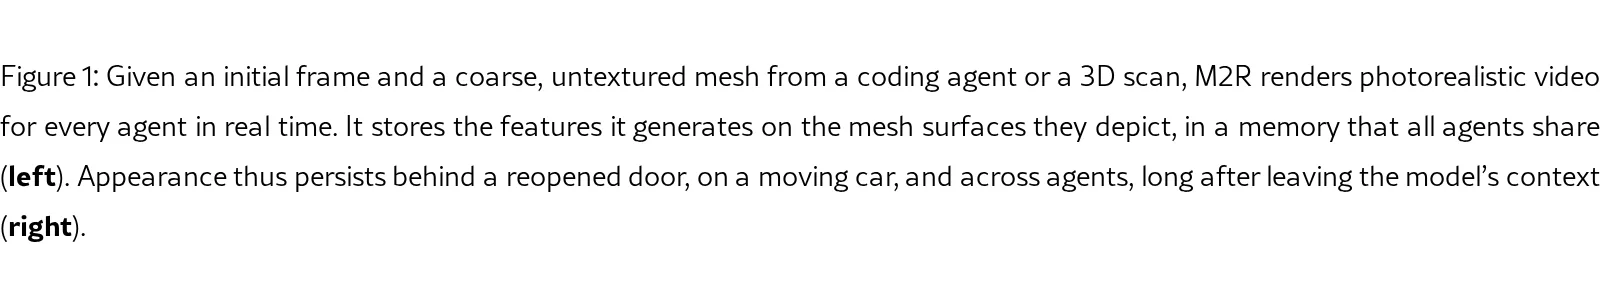 Figure 1: Given an initial frame and a coarse, untextured mesh from a coding agent or a 3D scan, M2R renders photorealistic video
for every agent in real time. It stores the features it generates on the mesh surfaces they depict, in a memory that all agents share
(left). Appearance thus persists behind a reopened door, on a moving car, and across agents, long after leaving the model’s context
(right).